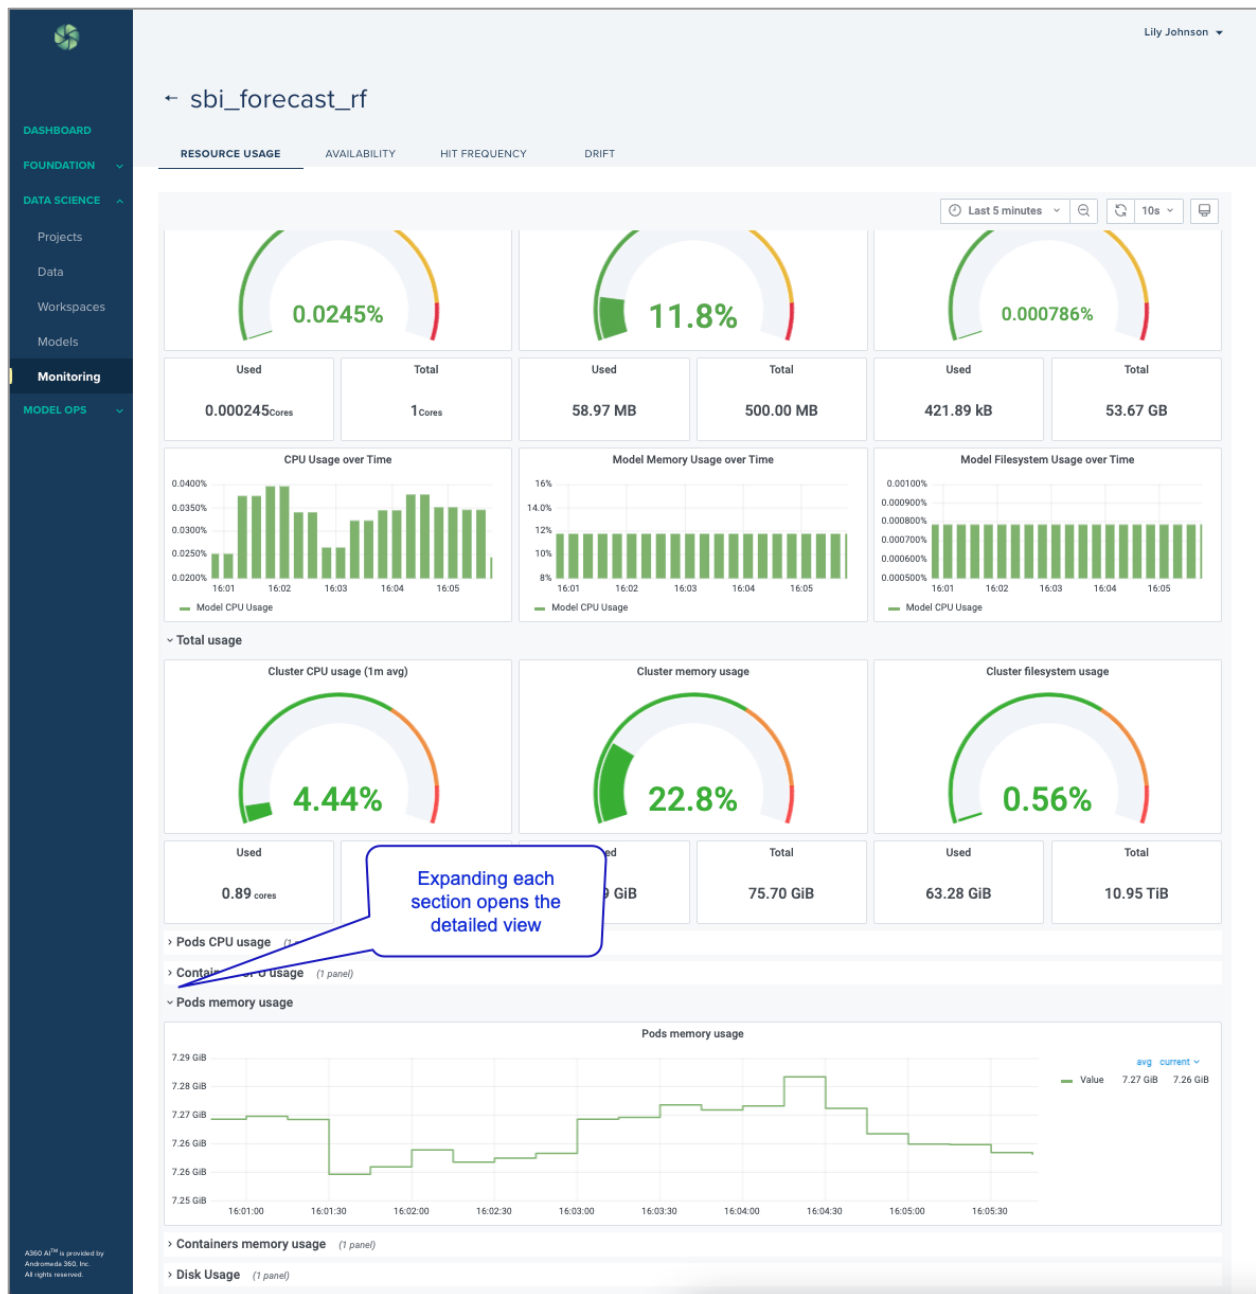 Lily Johnson
← sbi_forecast_rf
DASHBOARD
FOUNDATION
DATA SCIENCE
Projects
Data
Workspaces
Models
Monitoring
MODEL OPS
RESOURCE USAGE AVAILABILITY HIT FREQUENCY DRIFT
Last 5 minutes 10s
0.0245% 11.8% 0.000786%
Used Total Used Total Used Total
0.000245Cores 1Cores 58.97 MB 500.00 MB 421.89 kB 53.67 GB
CPU Usage over Time
0.0400%
0.0350%
0.0300%
0.0250%
0.0200%
16:01 16:02 16:03 16:04 16:05
Model CPU Usage
Model Memory Usage over Time
16%
14.0%
12%
10%
8%
16:01 16:02 16:03 16:04 16:05
Model CPU Usage
Model Filesystem Usage over Time
0.00100%
0.000900%
0.000800%
0.000700%
0.000600%
0.000500%
16:01 16:02 16:03 16:04 16:05
Model CPU Usage
Total usage
Cluster CPU usage (1m avg) Cluster memory usage Cluster filesystem usage
4.44% 22.8% 0.56%
Used Total Used Total
0.89 cores GiB 75.70 GiB 63.28 GiB 10.95 TiB
Expanding each
section opens the
detailed view
Pods CPU usage
usage (1 panel)
Pods memory usage
Pods memory usage
7.29 GiB
7.28 GiB
7.27 GiB
7.26 GiB
7.26 GiB
7.25 GiB
16:01:00 16:01:30 16:02:00 16:02:30 16:03:00 16:03:30 16:04:00 16:04:30 16:05:00 16:05:30
avg current
Value 7.27 GiB 7.26 GiB
Containers memory usage (1 panel)
Disk Usage (1 panel)
A360 AI™ is provided by
Andromeda 360, Inc.
All rights reserved.